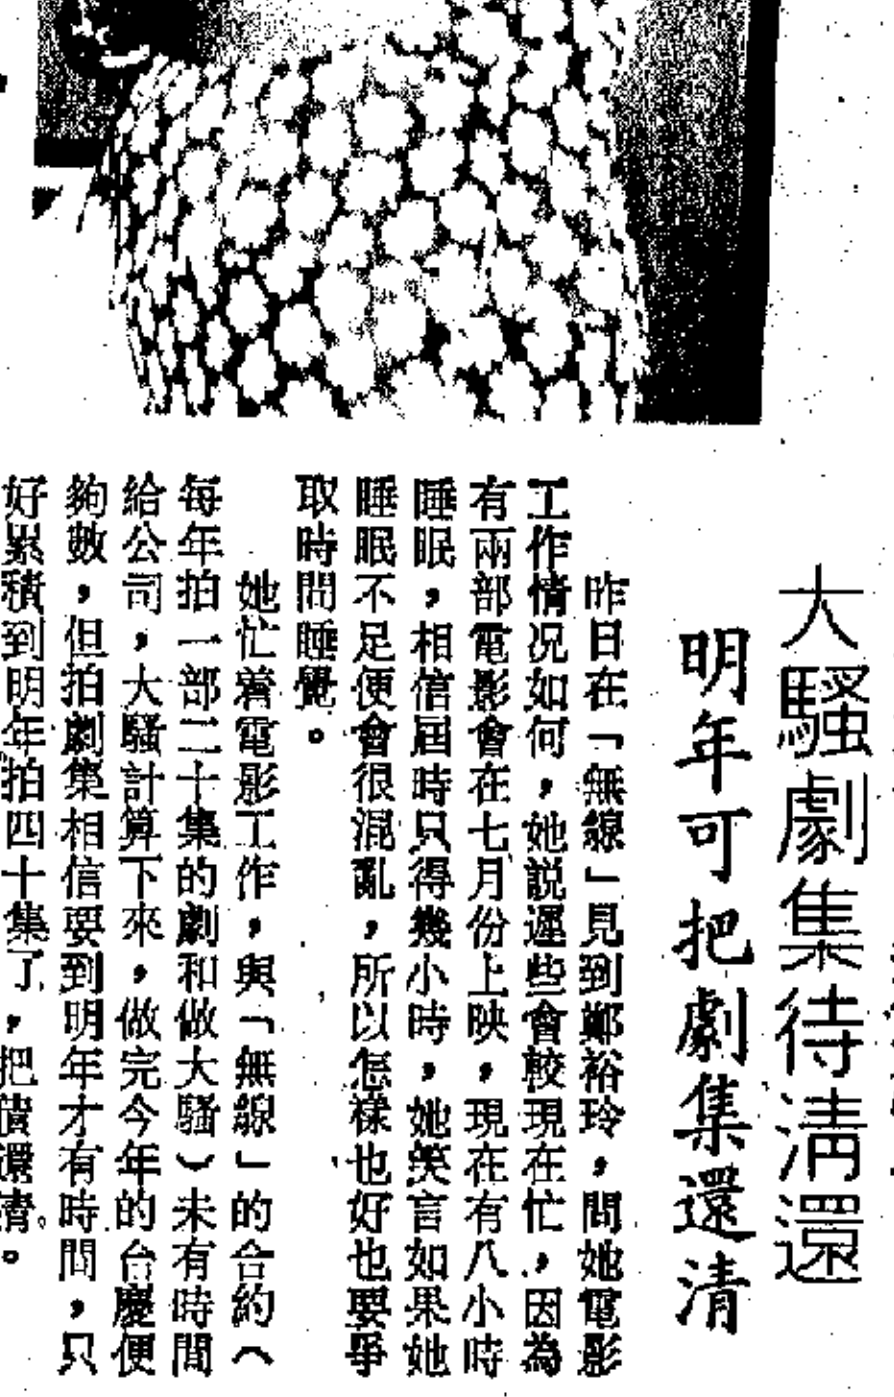 大騷劇集待清還
明年可把劇集還清
昨日在「無線」見到鄭裕玲，問她電影
工作情況如何，她說遲些會較現在忙，因為
有兩部電影會在七月份上映，現在有八小時
睡眠，相信屆時只得幾小時，她笑言如果她
睡眠不足便會很混亂，所以怎樣也好也要爭
取時間睡覺。
她忙着電影工作，與「無線」的合約（
每年拍一部二十集的劇和做大騷）未有時間
給公司，大騷計算下來，做完今年的台慶便
夠數，但拍劇集相信要到明年才有時間，只
好累積到明年拍四十集了，把債還清。